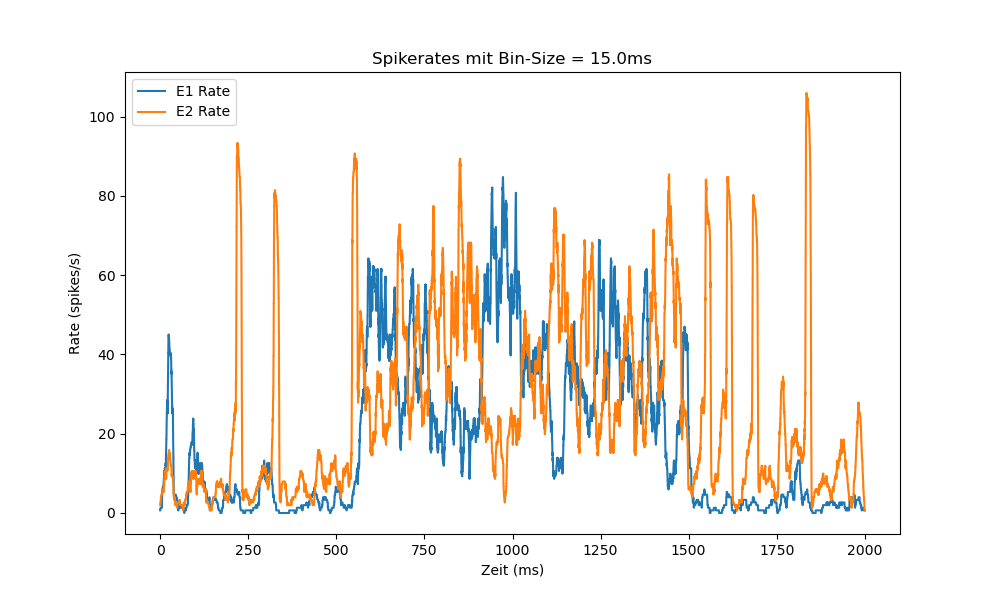 Spikerates mit Bin-Size = 15.0ms
E1 Rate
E2 Rate
Rate (spikes/s)
100
80
60
40
20
0
0 250 500 750 1000 1250 1500 1750 2000
Zeit (ms)